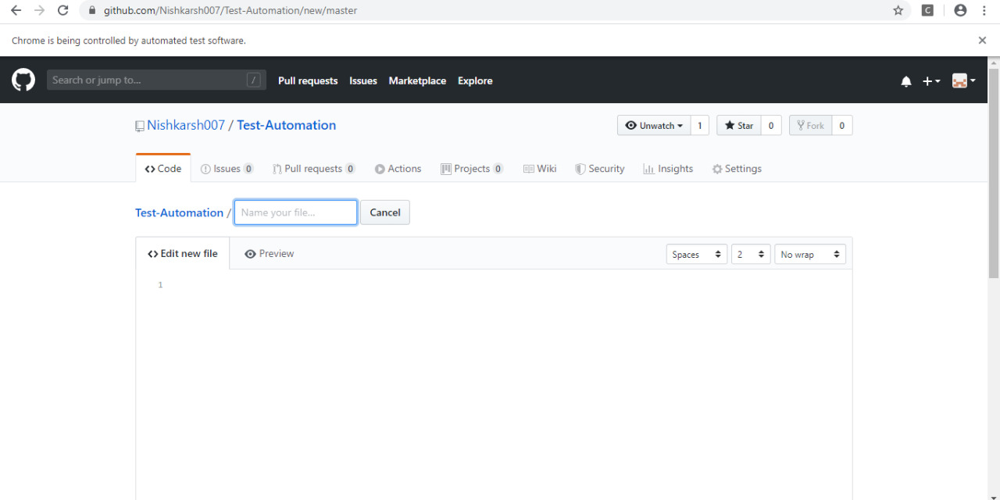 github.com/Nishkarsh007/Test-Automation/new/master
C
Chrome is being controlled by automated test software.
Search or jump to... /
Pull requests Issues Marketplace Explore
Nishkarsh007 / Test-Automation
Unwatch 1 Star 0 Fork 0
Code Issues 0 Pull requests 0 Actions Projects 0 Wiki Security Insights Settings
Test-Automation / Name your file... Cancel
<> Edit new file Preview Spaces 2 No wrap
1